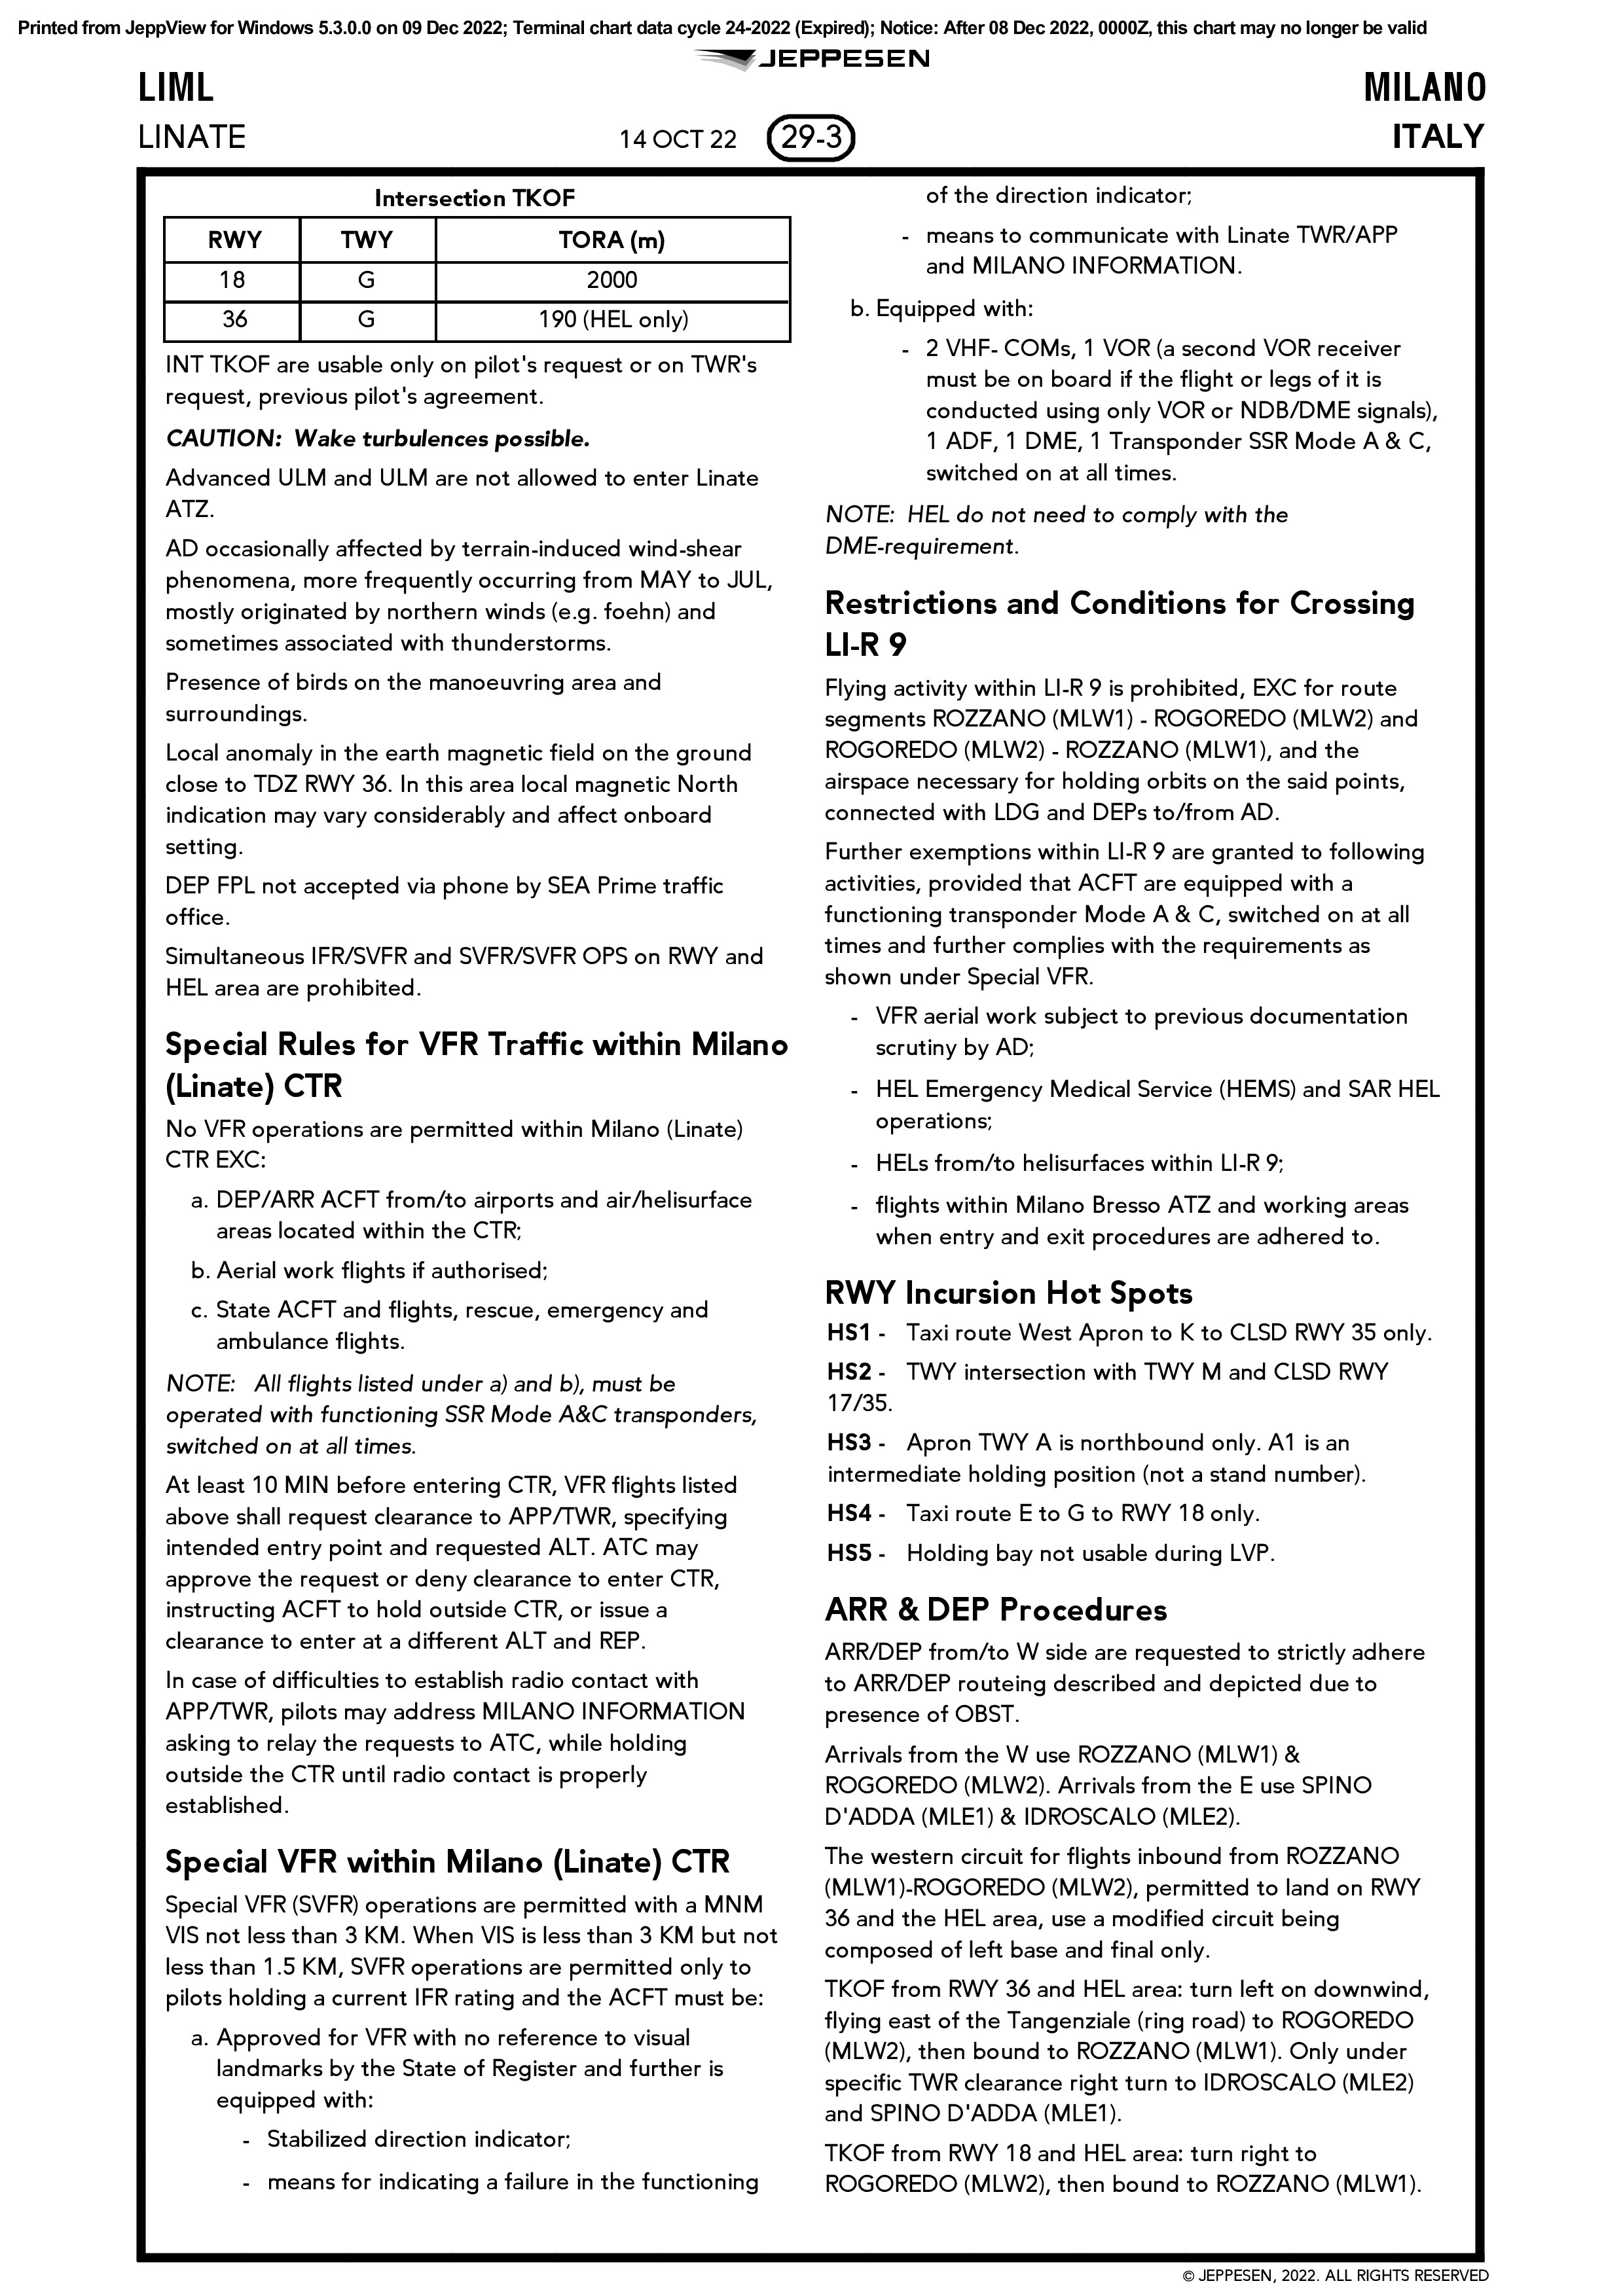 Printed from JeppView for Windows 5.3.0.0 on 09 Dec 2022; Terminal chart data cycle 24-2022 (Expired); Notice: After 08 Dec 2022, 0000Z, this chart may no longer be valid
JEPPESEN
LIML
MILANO
LINATE
14 OCT 22
29-3
ITALY
Intersection TKOF
RWY TWY TORA (m)
18 G 2000
36 G 190 (HEL only)
INT TKOF are usable only on pilot's request or on TWR's
request, previous pilot's agreement.
CAUTION: Wake turbulences possible.
Advanced ULM and ULM are not allowed to enter Linate
ATZ.
AD occasionally affected by terrain-induced wind-shear
phenomena, more frequently occurring from MAY to JUL,
mostly originated by northern winds (e.g. foehn) and
sometimes associated with thunderstorms.
Presence of birds on the manoeuvring area and
surroundings.
Local anomaly in the earth magnetic field on the ground
close to TDZ RWY 36. In this area local magnetic North
indication may vary considerably and affect onboard
setting.
DEP FPL not accepted via phone by SEA Prime traffic
office.
Simultaneous IFR/SVFR and SVFR/SVFR OPS on RWY and
HEL area are prohibited.
Special Rules for VFR Traffic within Milano
(Linate) CTR
No VFR operations are permitted within Milano (Linate)
CTR EXC:
a. DEP/ARR ACFT from/to airports and air/helisurface
areas located within the CTR;
b. Aerial work flights if authorised;
c. State ACFT and flights, rescue, emergency and
ambulance flights.
NOTE: All flights listed under a) and b), must be
operated with functioning SSR Mode A&C transponders,
switched on at all times.
At least 10 MIN before entering CTR, VFR flights listed
above shall request clearance to APP/TWR, specifying
intended entry point and requested ALT. ATC may
approve the request or deny clearance to enter CTR,
instructing ACFT to hold outside CTR, or issue a
clearance to enter at a different ALT and REP.
In case of difficulties to establish radio contact with
APP/TWR, pilots may address MILANO INFORMATION
asking to relay the requests to ATC, while holding
outside the CTR until radio contact is properly
established.
Special VFR within Milano (Linate) CTR
Special VFR (SVFR) operations are permitted with a MNM
VIS not less than 3 KM. When VIS is less than 3 KM but not
less than 1.5 KM, SVFR operations are permitted only to
pilots holding a current IFR rating and the ACFT must be:
a. Approved for VFR with no reference to visual
landmarks by the State of Register and further is
equipped with:
- Stabilized direction indicator;
- means for indicating a failure in the functioning
of the direction indicator;
- means to communicate with Linate TWR/APP
and MILANO INFORMATION.
b. Equipped with:
- 2 VHF- COMs, 1 VOR (a second VOR receiver
must be on board if the flight or legs of it is
conducted using only VOR or NDB/DME signals),
1 ADF, 1 DME, 1 Transponder SSR Mode A & C,
switched on at all times.
NOTE: HEL do not need to comply with the
DME-requirement.
Restrictions and Conditions for Crossing
LI-R 9
Flying activity within LI-R 9 is prohibited, EXC for route
segments ROZZANO (MLW1) - ROGOREDO (MLW2) and
ROGOREDO (MLW2) - ROZZANO (MLW1), and the
airspace necessary for holding orbits on the said points,
connected with LDG and DEPs to/from AD.
Further exemptions within LI-R 9 are granted to following
activities, provided that ACFT are equipped with a
functioning transponder Mode A & C, switched on at all
times and further complies with the requirements as
shown under Special VFR.
- VFR aerial work subject to previous documentation
scrutiny by AD;
- HEL Emergency Medical Service (HEMS) and SAR HEL
operations;
- HELs from/to helisurfaces within LI-R 9;
- flights within Milano Bresso ATZ and working areas
when entry and exit procedures are adhered to.
RWY Incursion Hot Spots
HS1 - Taxi route West Apron to K to CLSD RWY 35 only.
HS2 - TWY intersection with TWY M and CLSD RWY
17/35.
HS3 - Apron TWY A is northbound only. A1 is an
intermediate holding position (not a stand number).
HS4 - Taxi route E to G to RWY 18 only.
HS5 - Holding bay not usable during LVP.
ARR & DEP Procedures
ARR/DEP from/to W side are requested to strictly adhere
to ARR/DEP routeing described and depicted due to
presence of OBST.
Arrivals from the W use ROZZANO (MLW1) &
ROGOREDO (MLW2). Arrivals from the E use SPINO
D'ADDA (MLE1) & IDROSCALO (MLE2).
The western circuit for flights inbound from ROZZANO
(MLW1)-ROGOREDO (MLW2), permitted to land on RWY
36 and the HEL area, use a modified circuit being
composed of left base and final only.
TKOF from RWY 36 and HEL area: turn left on downwind,
flying east of the Tangenziale (ring road) to ROGOREDO
(MLW2), then bound to ROZZANO (MLW1). Only under
specific TWR clearance right turn to IDROSCALO (MLE2)
and SPINO D'ADDA (MLE1).
TKOF from RWY 18 and HEL area: turn right to
ROGOREDO (MLW2), then bound to ROZZANO (MLW1).
© JEPPESEN, 2022. ALL RIGHTS RESERVED